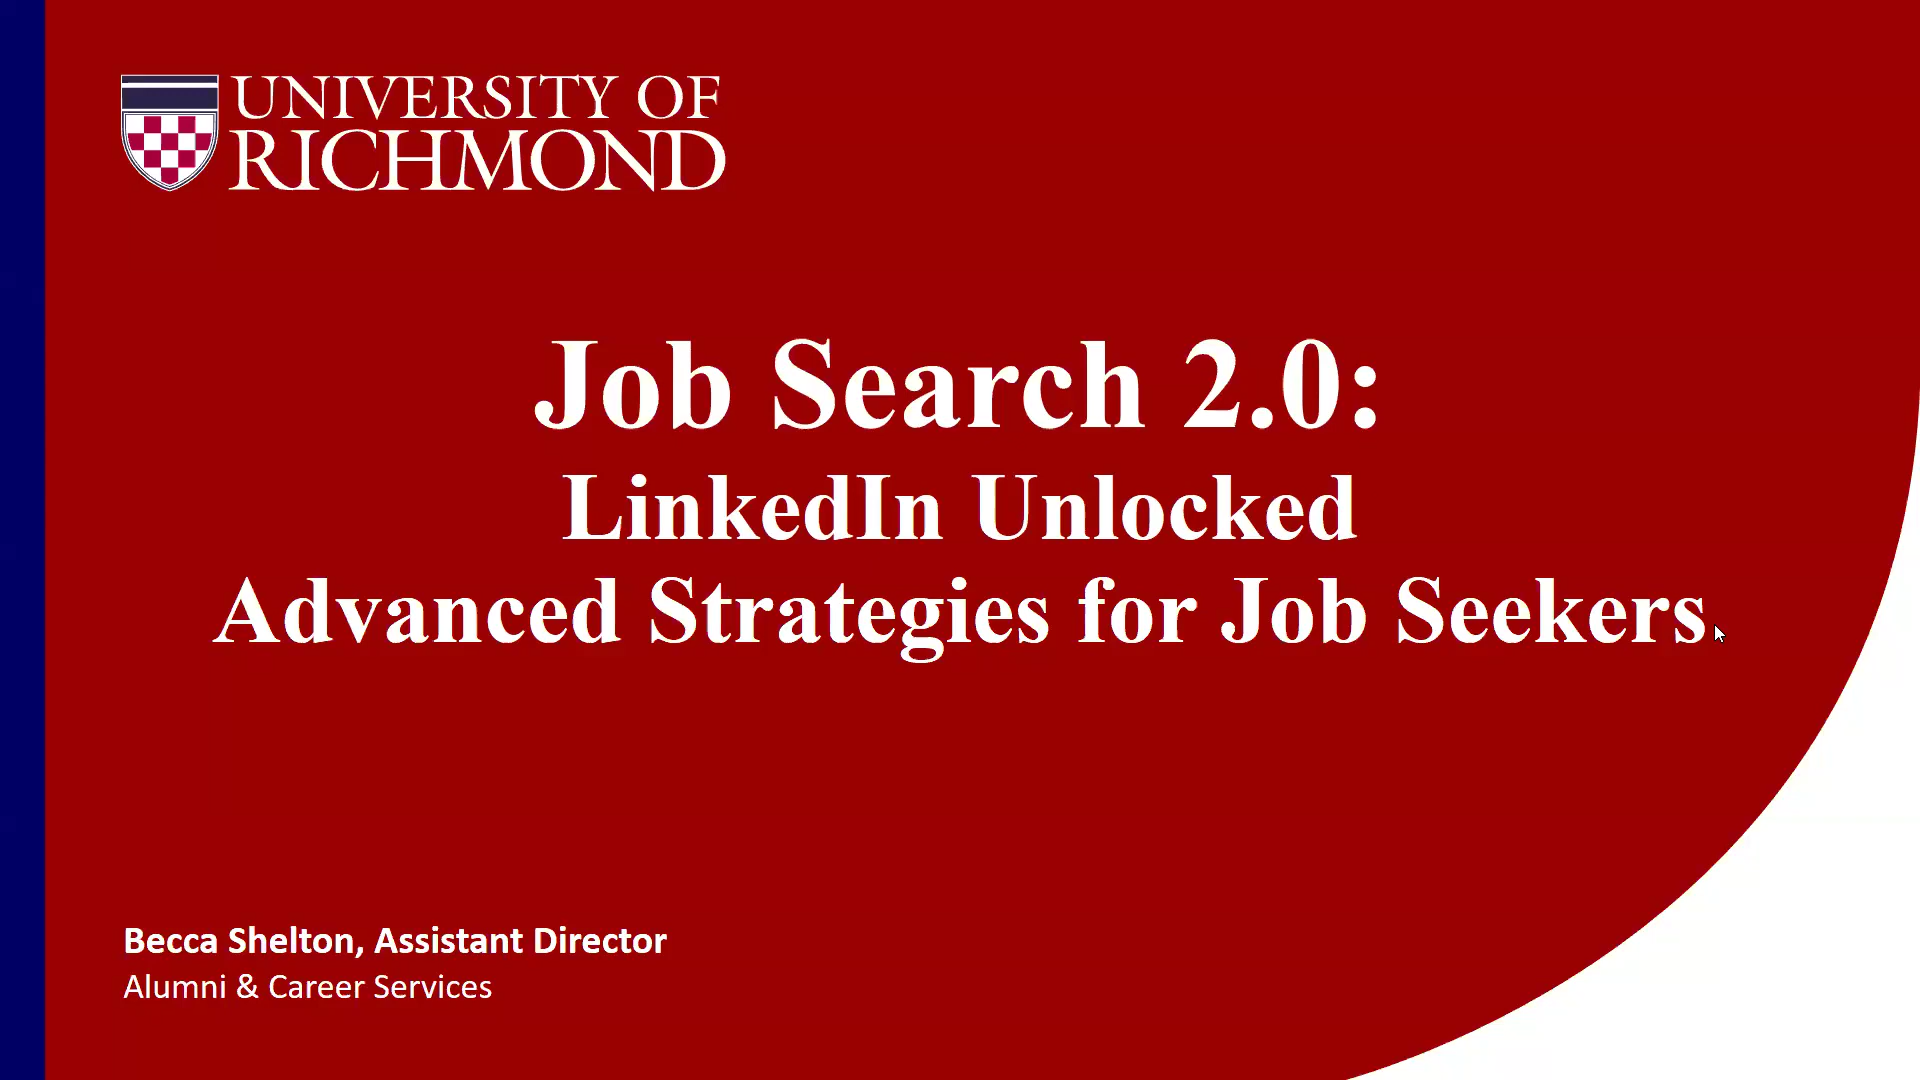 UNIVERSITY OF
RICHMOND
Job Search 2.0:
LinkedIn Unlocked
Advanced Strategies for Job Seekers
Becca Shelton, Assistant Director
Alumni & Career Services